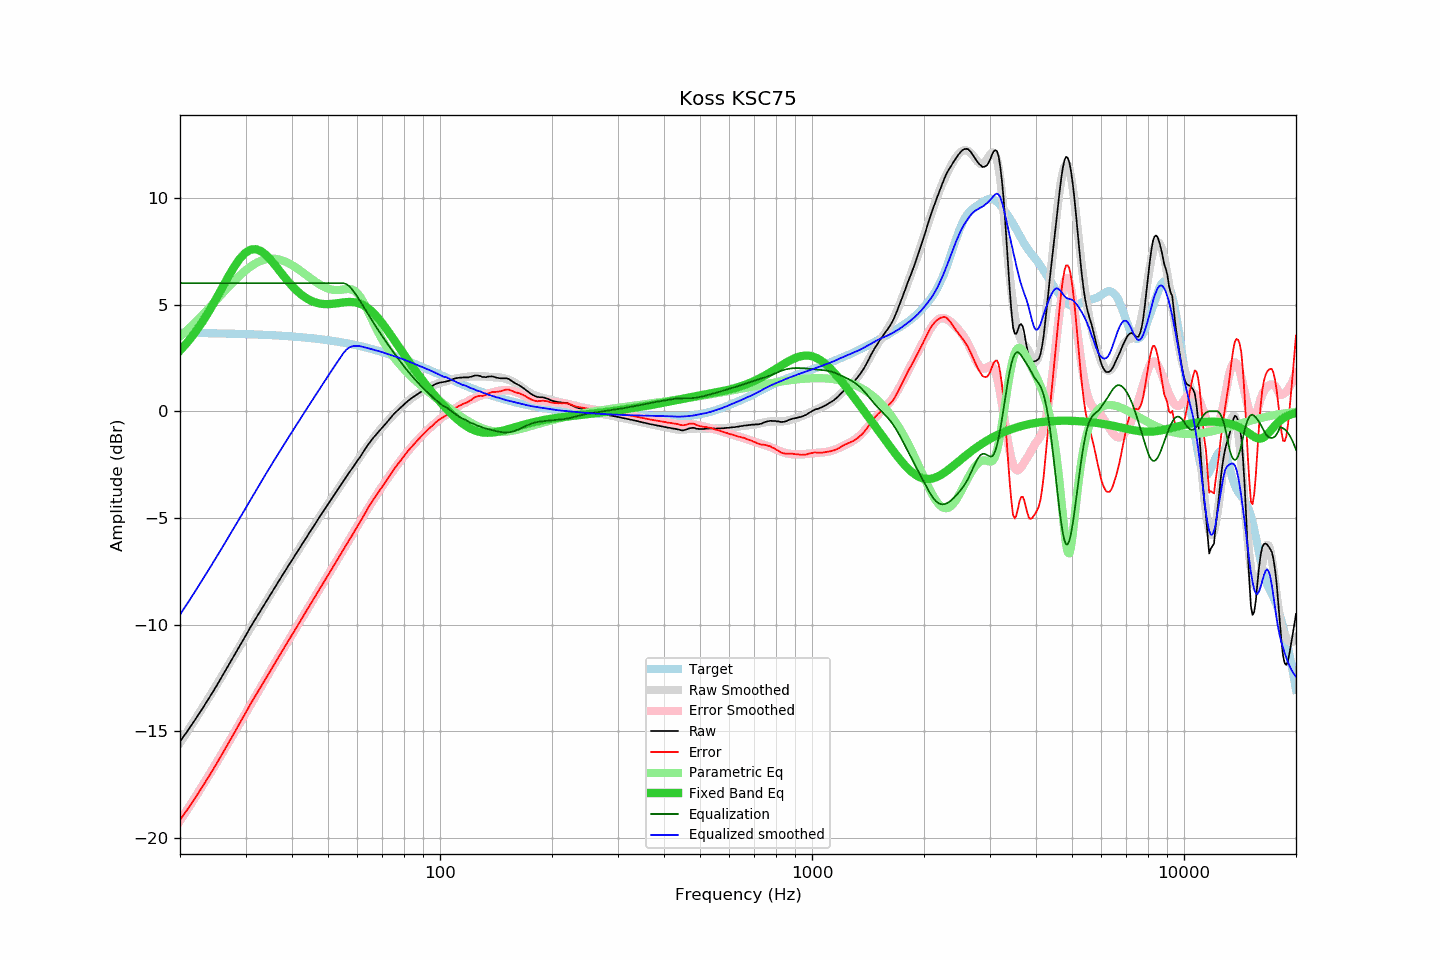 Koss KSC75
Amplitude (dBr)
10
5
0
−5
−10
−15
−20
Target
Raw Smoothed
Error Smoothed
Raw
Error
Parametric Eq
Fixed Band Eq
Equalization
Equalized smoothed
100
1000
10000
Frequency (Hz)